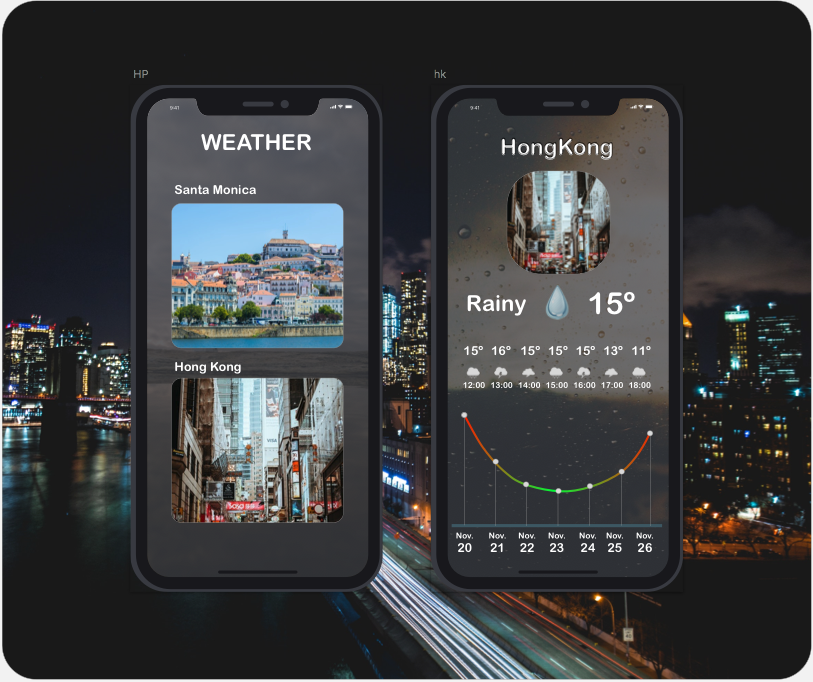 HP
hk
9:41
WEATHER
Santa Monica
Hong Kong
VISA
9:41
HongKong
Rainy
15º
15º 16º 15º 15º 15º 13º 11º
12:00 13:00 14:00 15:00 16:00 17:00 18:00
Nov. Nov. Nov. Nov. Nov. Nov. Nov.
20 21 22 23 24 25 26